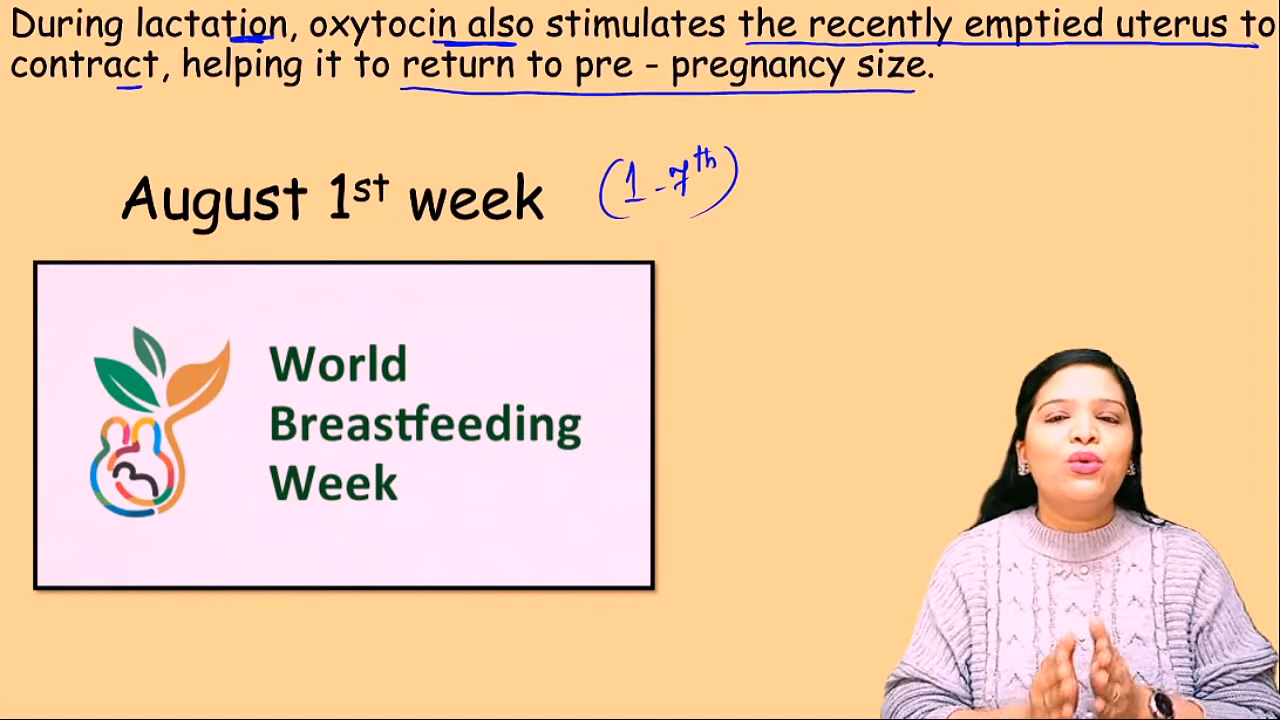 During lactation, oxytocin also stimulates the recently emptied uterus to
contract, helping it to return to pre - pregnancy size.
August 1st week (1-7th)
World
Breastfeeding
Week